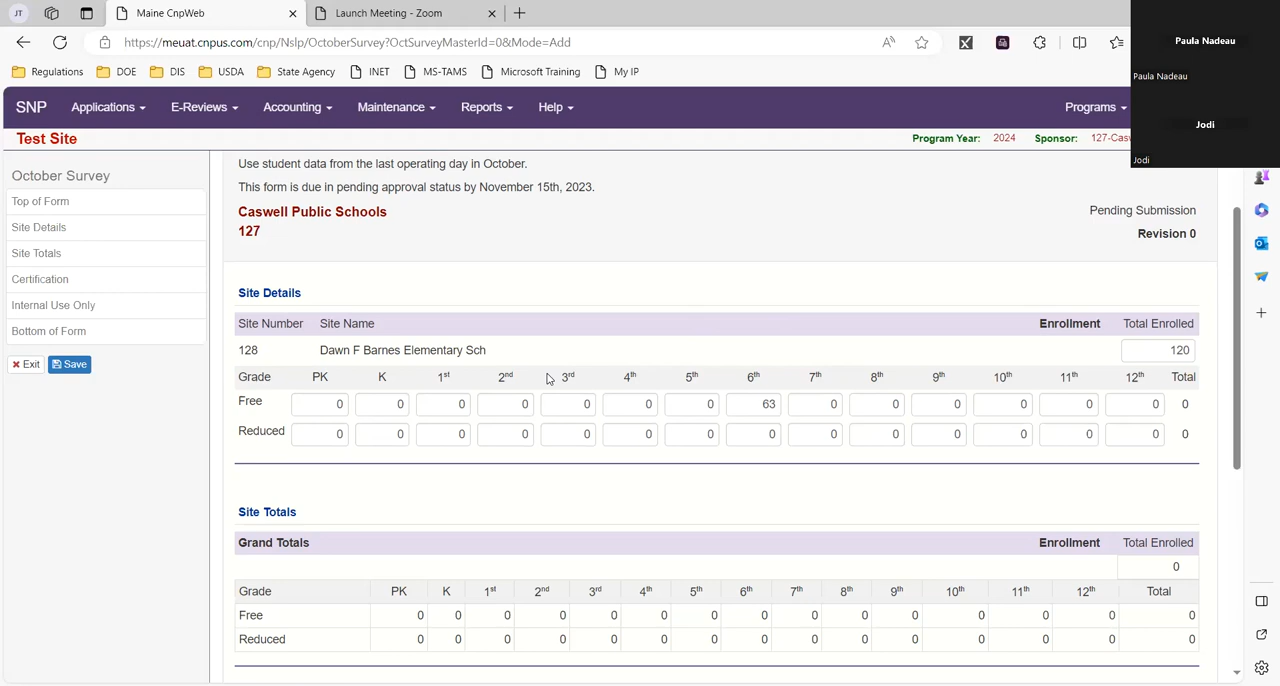 JT Maine CnpWeb Launch Meeting - Zoom
https://meuat.cnpus.com/cnp/Nslp/OctoberSurvey?OctSurveyMasterId=0&Mode=Add
Regulations DOE DIS USDA State Agency INET MS-TAMS Microsoft Training My IP
Paula Nadeau
Paula Nadeau
Jodi
Jodi
SNP Applications E-Reviews Accounting Maintenance Reports Help Programs
Test Site Program Year: 2024 Sponsor: 127-Casw
October Survey
Top of Form
Site Details
Site Totals
Certification
Internal Use Only
Bottom of Form
Exit Save
Use student data from the last operating day in October.
This form is due in pending approval status by November 15th, 2023.
Caswell Public Schools Pending Submission
127 Revision 0
Site Details
Site Number Site Name Enrollment Total Enrolled
128 Dawn F Barnes Elementary Sch 120
Grade PK K 1st 2nd 3rd 4th 5th 6th 7th 8th 9th 10th 11th 12th Total
Free 0 0 0 0 0 0 0 63 0 0 0 0 0 0 0
Reduced 0 0 0 0 0 0 0 0 0 0 0 0 0 0 0
Site Totals
Grand Totals Enrollment Total Enrolled
0
Grade PK K 1st 2nd 3rd 4th 5th 6th 7th 8th 9th 10th 11th 12th Total
Free 0 0 0 0 0 0 0 0 0 0 0 0 0 0 0
Reduced 0 0 0 0 0 0 0 0 0 0 0 0 0 0 0